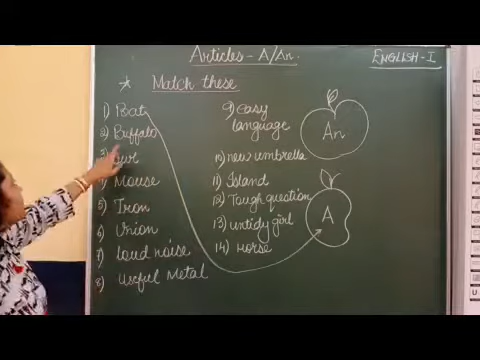 Articles - A/An.
ENGLISH - I
Match these
1) Boat
2) Buffalo
3) Owl
4) Mouse
5) Iron
6) Union
7) Loud noise
8) Useful Metal
9) Easy
language
10) new umbrella
11) Island
12) Tough question
13) untidy girl
14) Horse
An
A